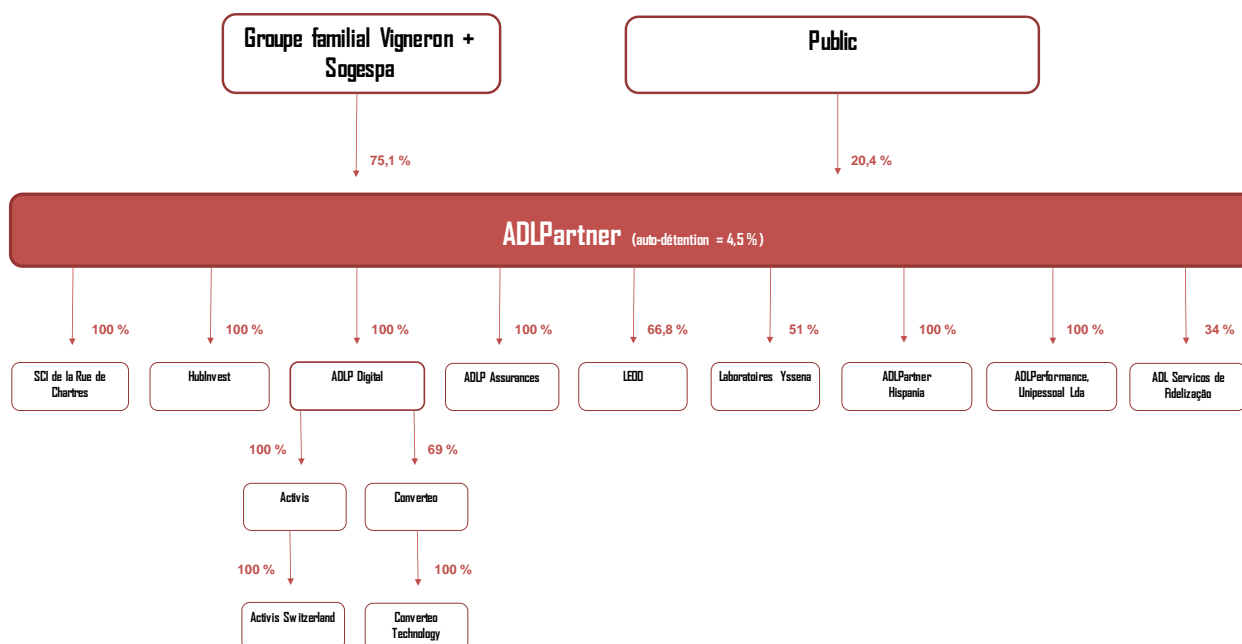 Groupe familial Vigneron +
Sogespa
Public
75,1 %
20,4 %
ADLPartner (auto-détention = 4,5 %)
100 %
100 %
100 %
100 %
66,8 %
51 %
100 %
100 %
34 %
SCI de la Rue de
Chartres
HubInvest
ADLP Digital
ADLP Assurances
LEOO
Laboratoires Yssena
ADLPartner
Hispania
ADLPerformance,
Unipessoal Lda
ADL Servicos de
Fidelização
100 %
69 %
Activis
Converteo
100 %
100 %
Activis Switzerland
Converteo
Technology